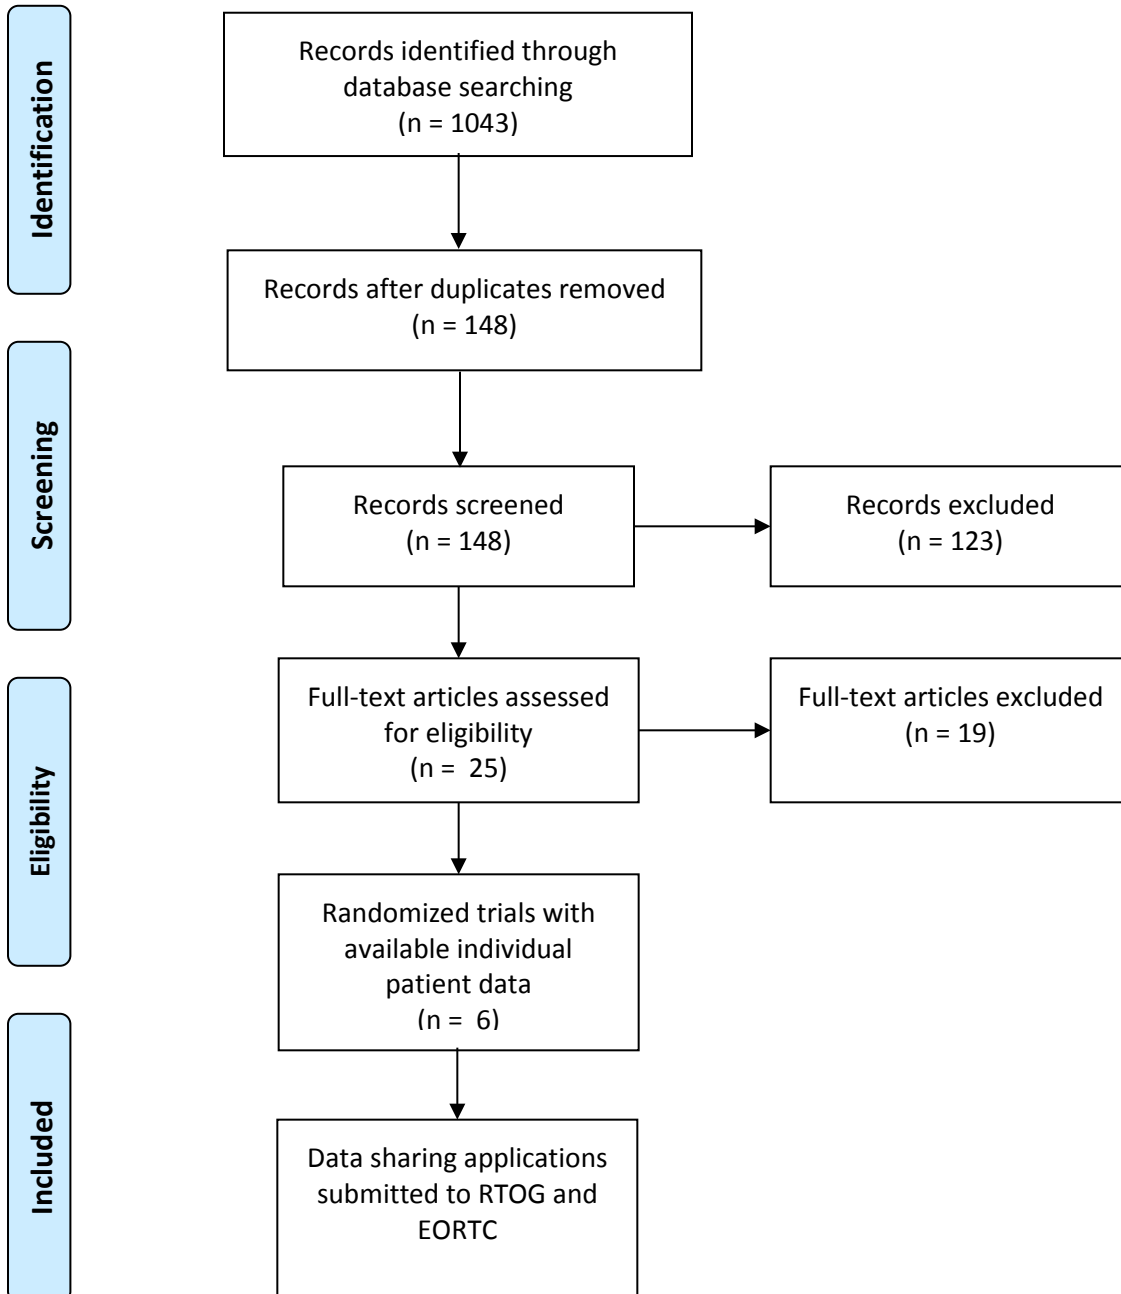 Identification
Records identified through
database searching
(n = 1043)
Records after duplicates removed
(n = 148)
Screening
Records screened
(n = 148)
Records excluded
(n = 123)
Full-text articles assessed
for eligibility
(n =  25)
Full-text articles excluded
(n = 19)
Eligibility
Randomized trials with
available individual
patient data
(n =  6)
Included
Data sharing applications
submitted to RTOG and
EORTC